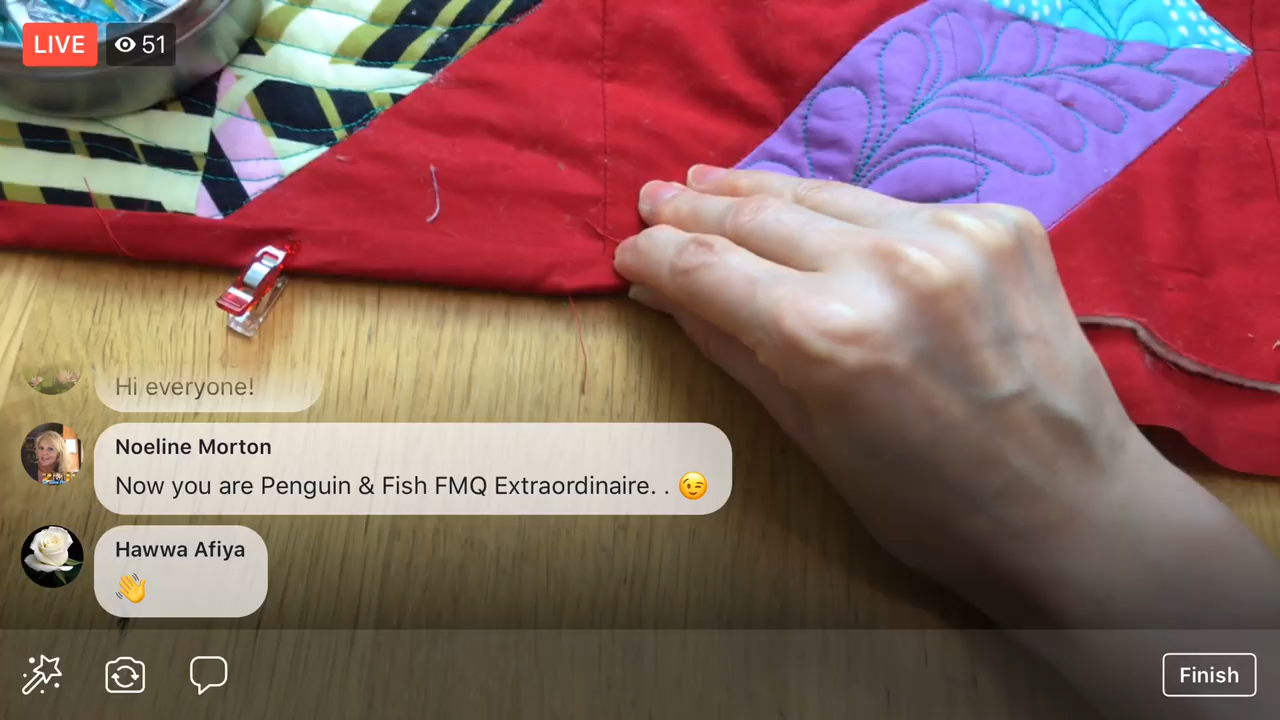 LIVE 51
Hi everyone!
Noeline Morton
Now you are Penguin & Fish FMQ Extraordinaire. . 😉
Hawwa Afiya
👋
Finish